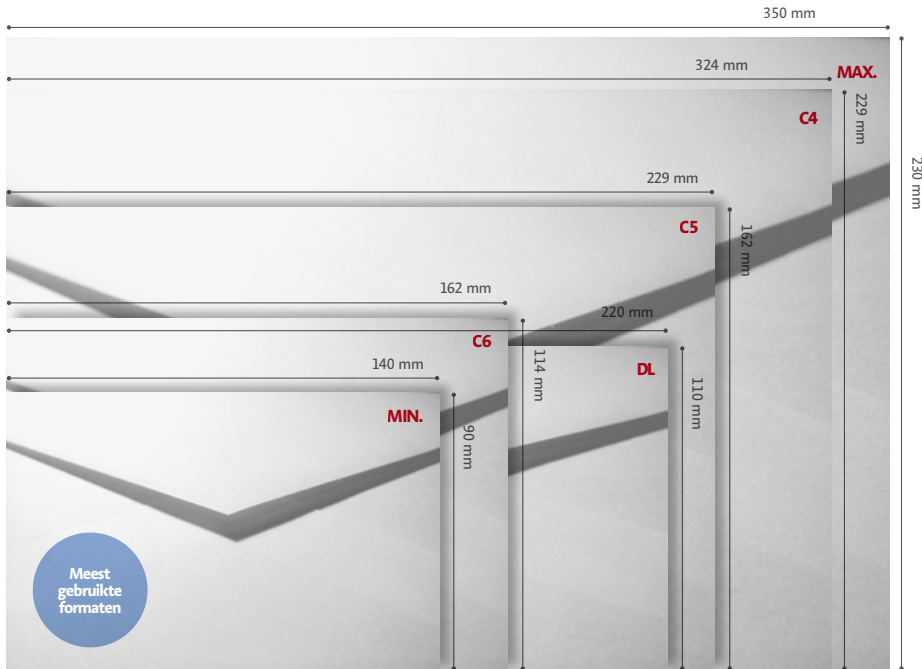 350 mm
324 mm
MAX.
C4
229 mm
230 mm
229 mm
C5
162 mm
162 mm
220 mm
C6
114 mm
DL
110 mm
140 mm
MIN.
90 mm
Meest
gebruikte
formaten